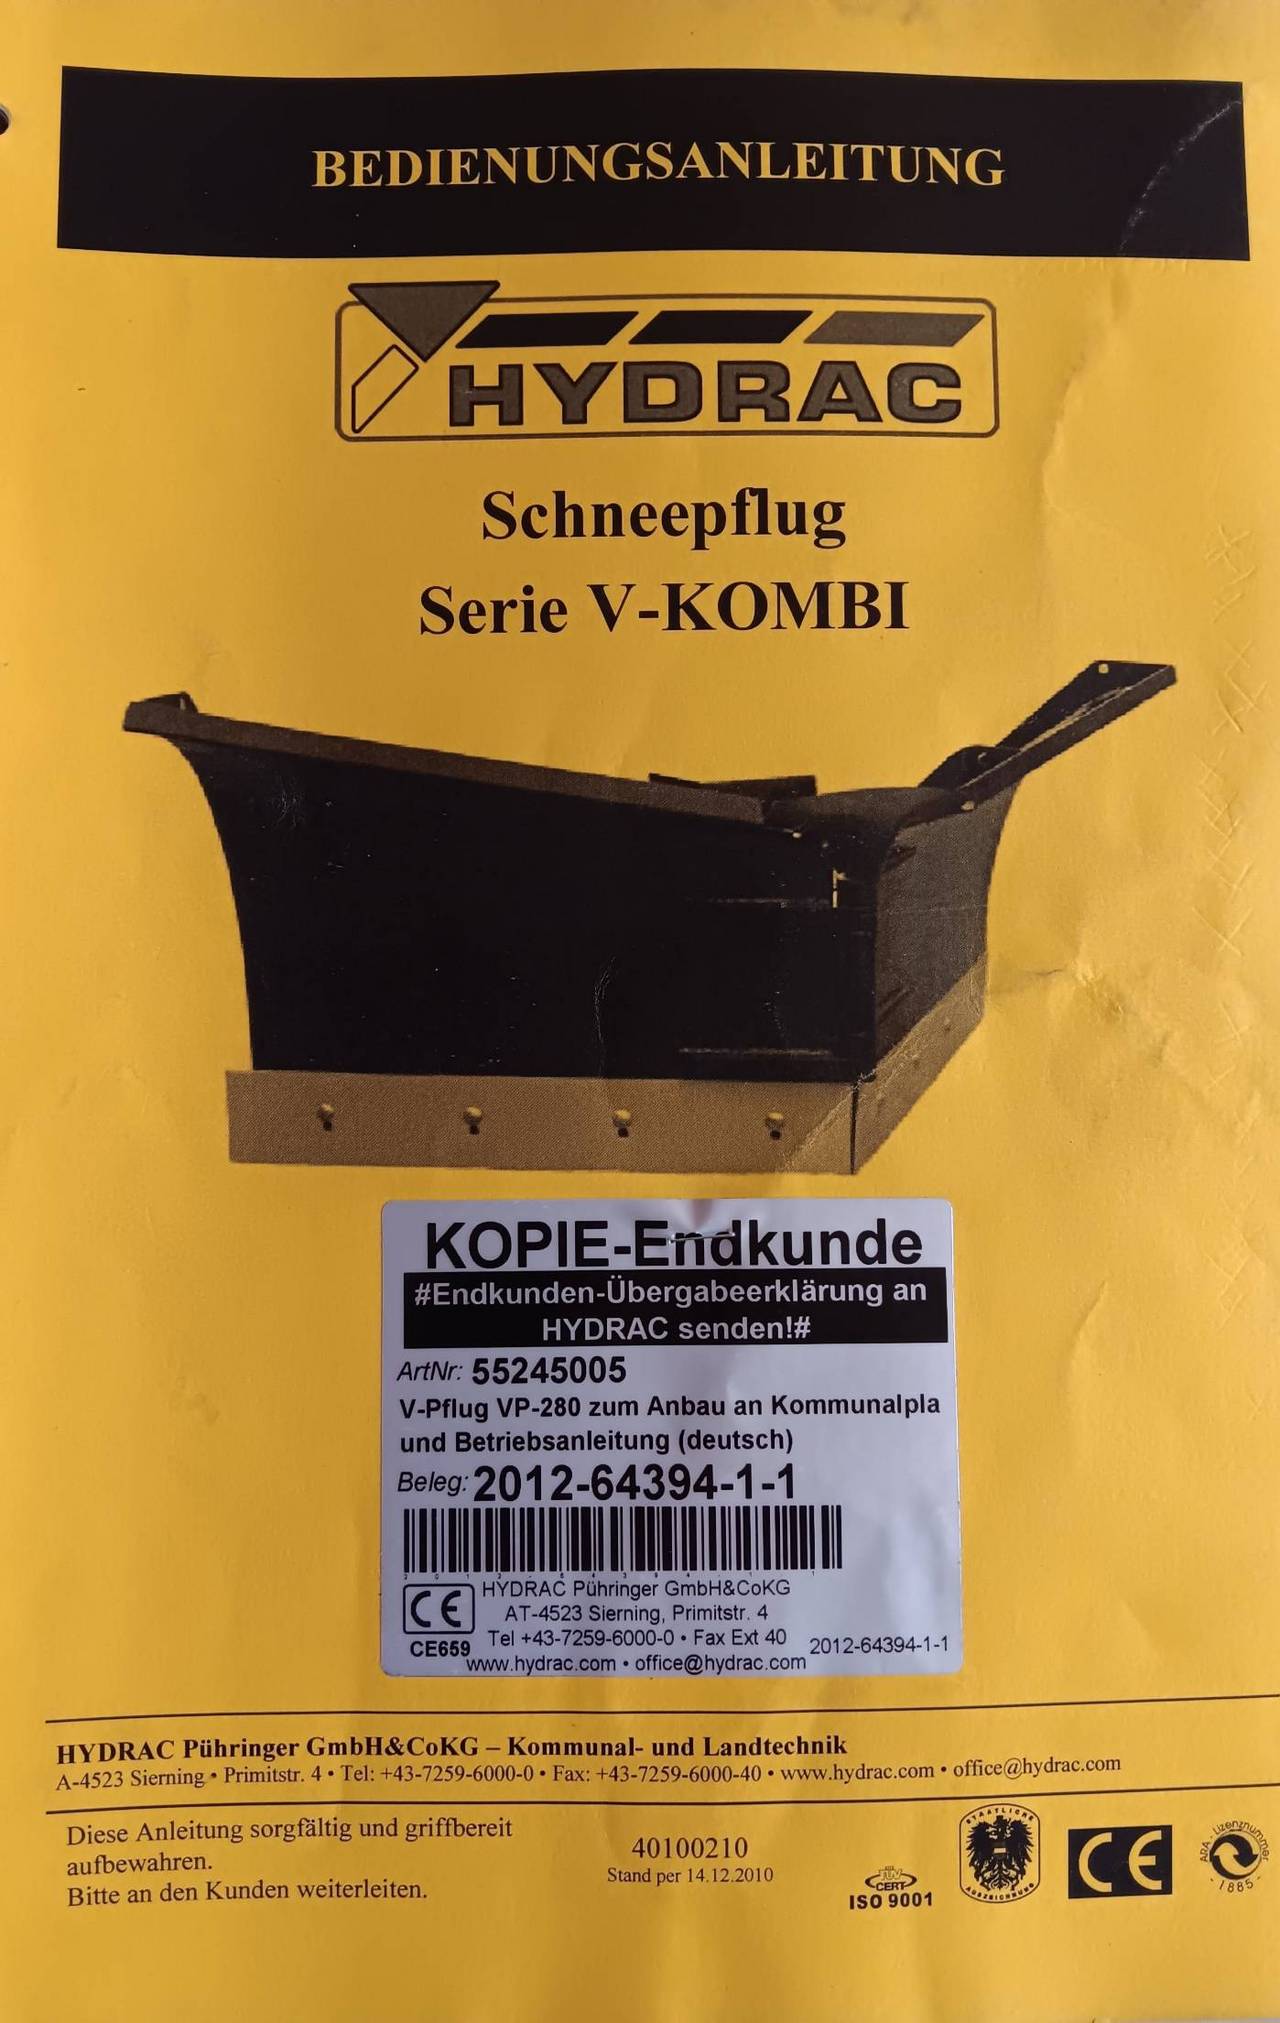 BEDIENUNGSANLEITUNG
HYDRAC
Schneepflug
Serie V-KOMBI
KOPIE-Endkunde
#Endkunden-Übergabeerklärung an
HYDRAC senden!#
ArtNr: 55245005
V-Pflug VP-280 zum Anbau an Kommunalpla
und Betriebsanleitung (deutsch)
Beleg: 2012-64394-1-1
HYDRAC Pühringer GmbH&CoKG
AT-4523 Sierning, Primitstr. 4
CE
CE659
Tel +43-7259-6000-0 • Fax Ext 40
2012-64394-1-1
www.hydrac.com • office@hydrac.com
HYDRAC Pühringer GmbH&CoKG – Kommunal- und Landtechnik
A-4523 Sierning • Primitstr. 4 • Tel: +43-7259-6000-0 • Fax: +43-7259-6000-40 • www.hydrac.com • office@hydrac.com
Diese Anleitung sorgfältig und griffbereit
aufbewahren.
Bitte an den Kunden weiterleiten.
40100210
Stand per 14.12.2010
CERT
ISO 9001
STAATLICHE
AUSZEICHNUNG
CE
ARA - Lizenznummer
- 1885 -